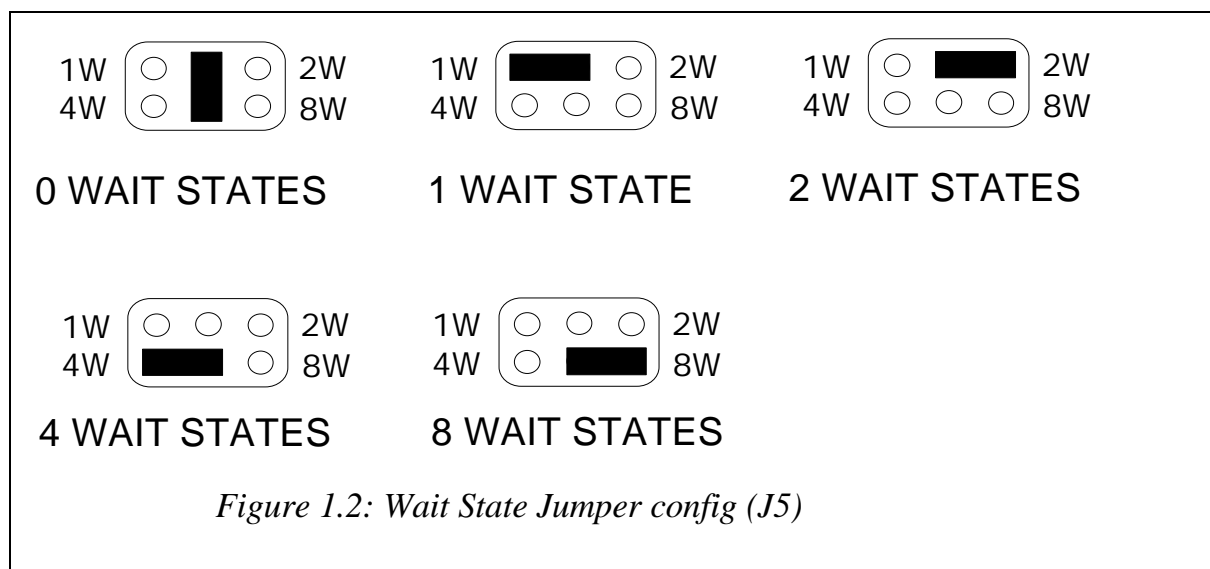 1W 2W
4W 8W
0 WAIT STATES
1W 2W
4W 8W
1 WAIT STATE
1W 2W
4W 8W
2 WAIT STATES
1W 2W
4W 8W
4 WAIT STATES
1W 2W
4W 8W
8 WAIT STATES
Figure 1.2: Wait State Jumper config (J5)